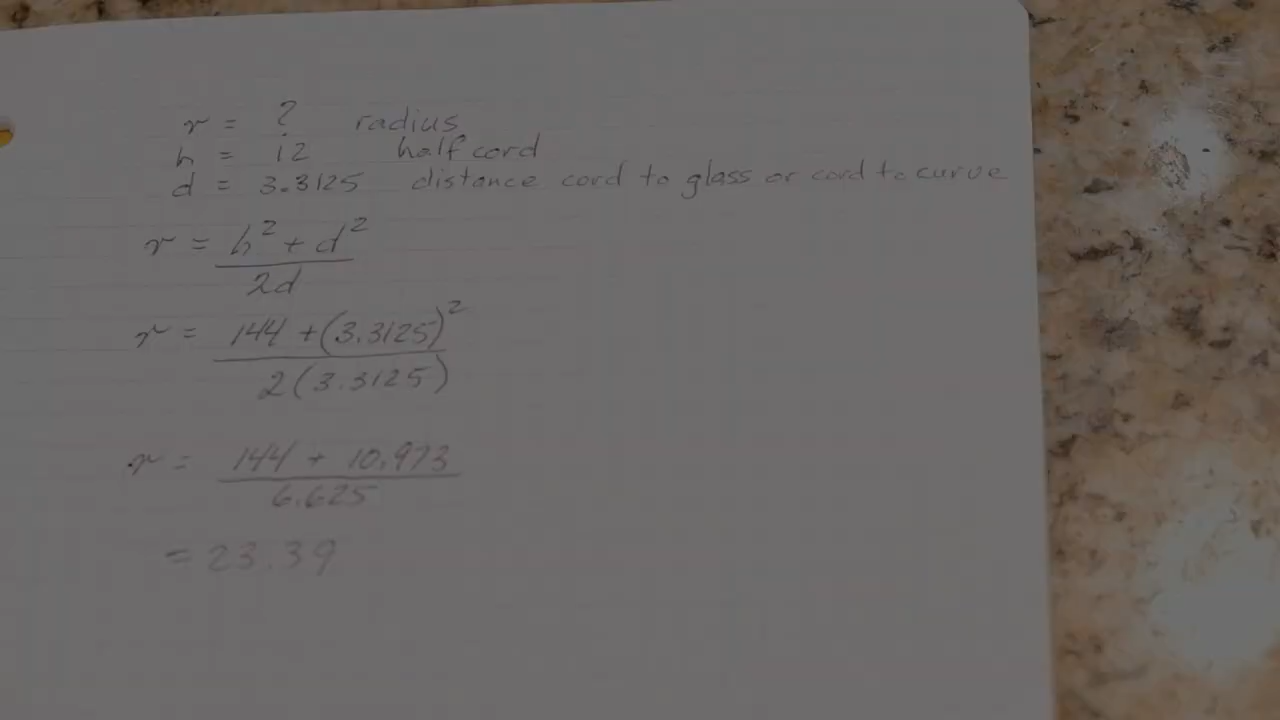 r = ? radius
h = 12 half cord
d = 3.3125 distance cord to glass or cord to curve
r = h² + d²
2d
r = 144 + (3.3125)²
2(3.3125)
r = 144 + 10.973
6.625
= 23.39